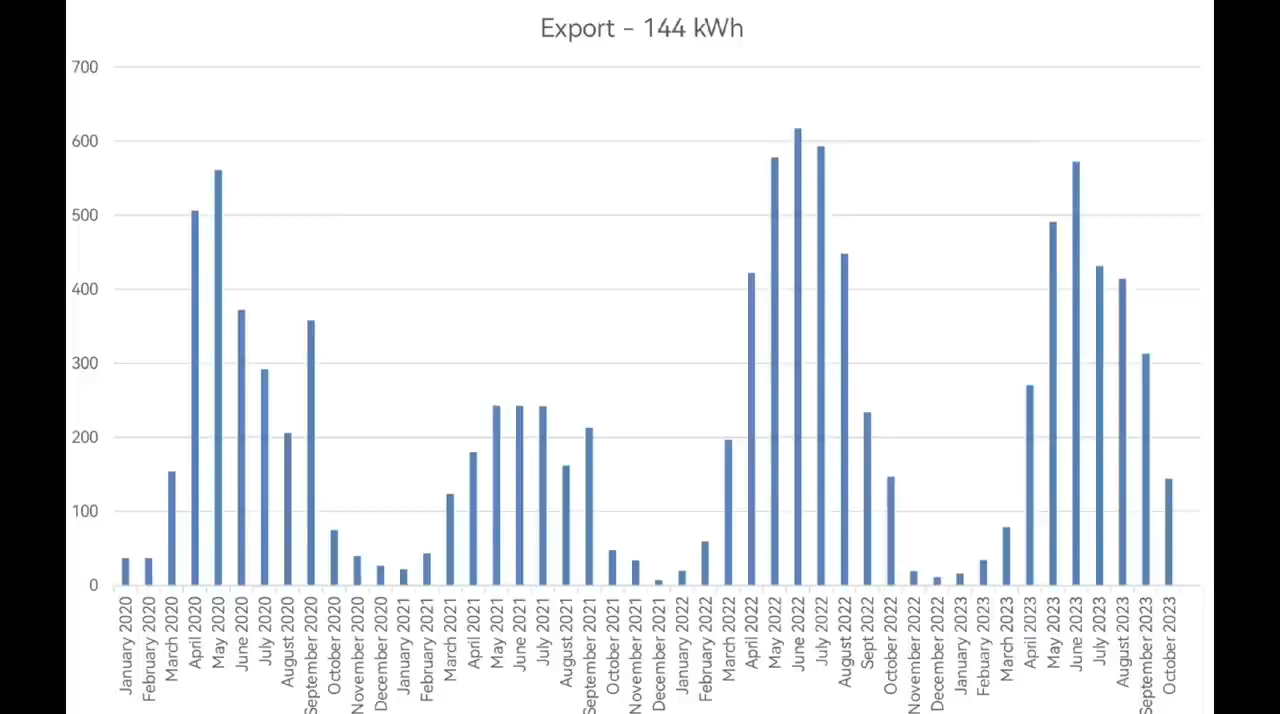 Export - 144 kWh
700
600
500
400
300
200
100
0
January 2020
February 2020
March 2020
April 2020
May 2020
June 2020
July 2020
August 2020
September 2020
October 2020
November 2020
December 2020
January 2021
February 2021
March 2021
April 2021
May 2021
June 2021
July 2021
August 2021
September 2021
October 2021
November 2021
December 2021
January 2022
February 2022
March 2022
April 2022
May 2022
June 2022
July 2022
August 2022
Sept 2022
October 2022
November 2022
December 2022
January 2023
Febuary 2023
March 2023
April 2023
May 2023
June 2023
July 2023
August 2023
September 2023
October 2023